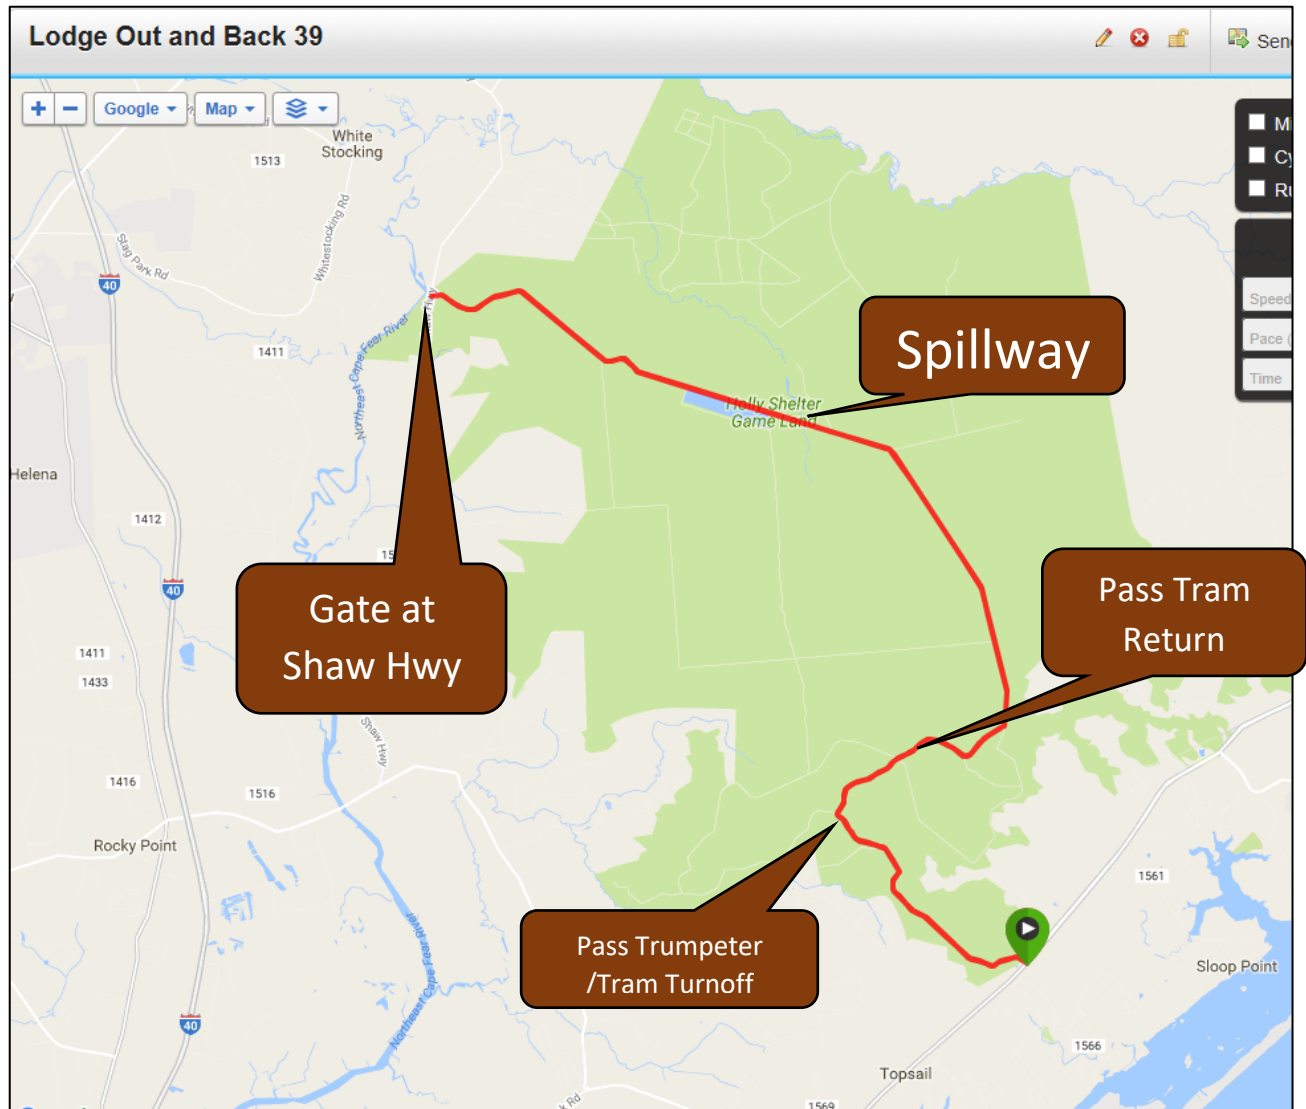 Lodge Out and Back 39
Google
Map
White
Stocking
1513
Whitestocking Rd
Stag Park Rd
40
1411
Northeast Cape Fear River
Spillway
Holly Shelter
Game Land
Speed
Pace (
Time
Helena
1412
40
Gate at
Shaw Hwy
Pass Tram
Return
1411
1433
Shaw Hwy
1416
1516
Rocky Point
1561
Pass Trumpeter
/Tram Turnoff
Sloop Point
Northeast Cape Fear River
40
1566
Topsail
1569
Rd